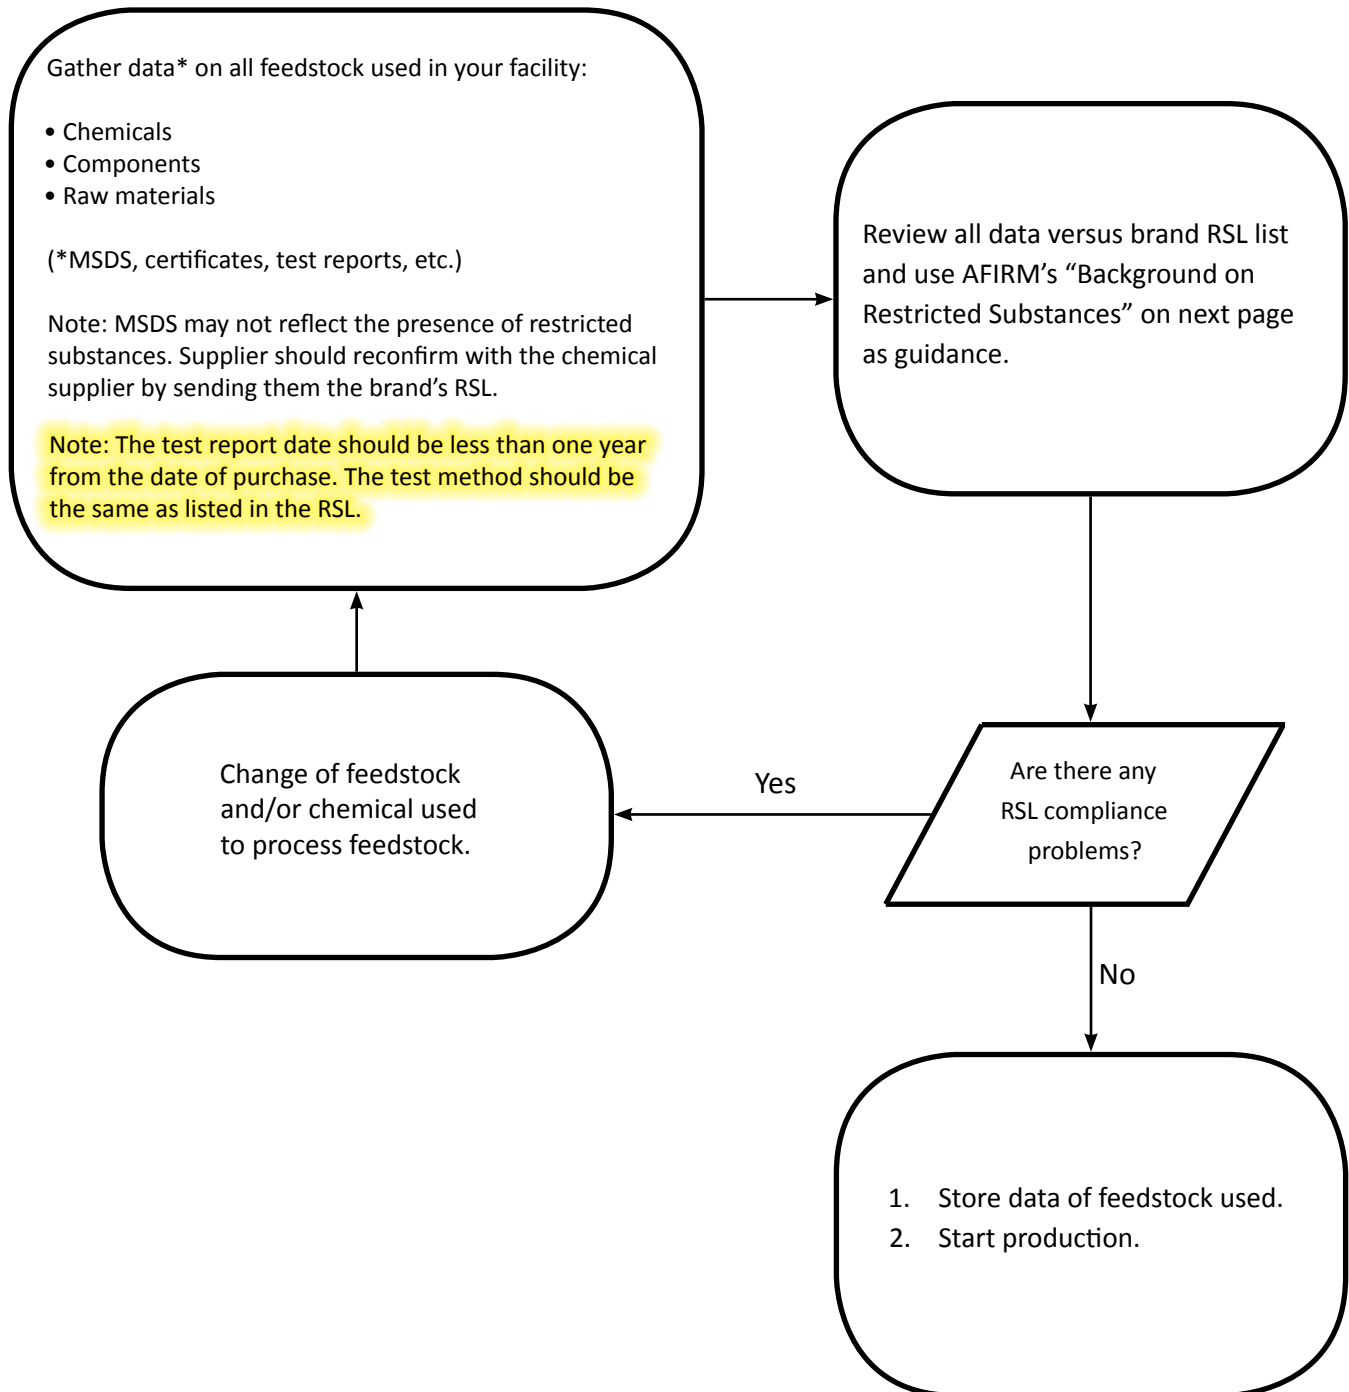 Gather data* on all feedstock used in your facility:
• Chemicals
• Components
• Raw materials
(*MSDS, certificates, test reports, etc.)
Note: MSDS may not reflect the presence of restricted
substances. Supplier should reconfirm with the chemical
supplier by sending them the brand’s RSL.
Note: The test report date should be less than one year
from the date of purchase. The test method should be
the same as listed in the RSL.
Review all data versus brand RSL list
and use AFIRM’s “Background on
Restricted Substances” on next page
as guidance.
Are there any
RSL compliance
problems?
Yes
Change of feedstock
and/or chemical used
to process feedstock.
No
1. Store data of feedstock used.
2. Start production.